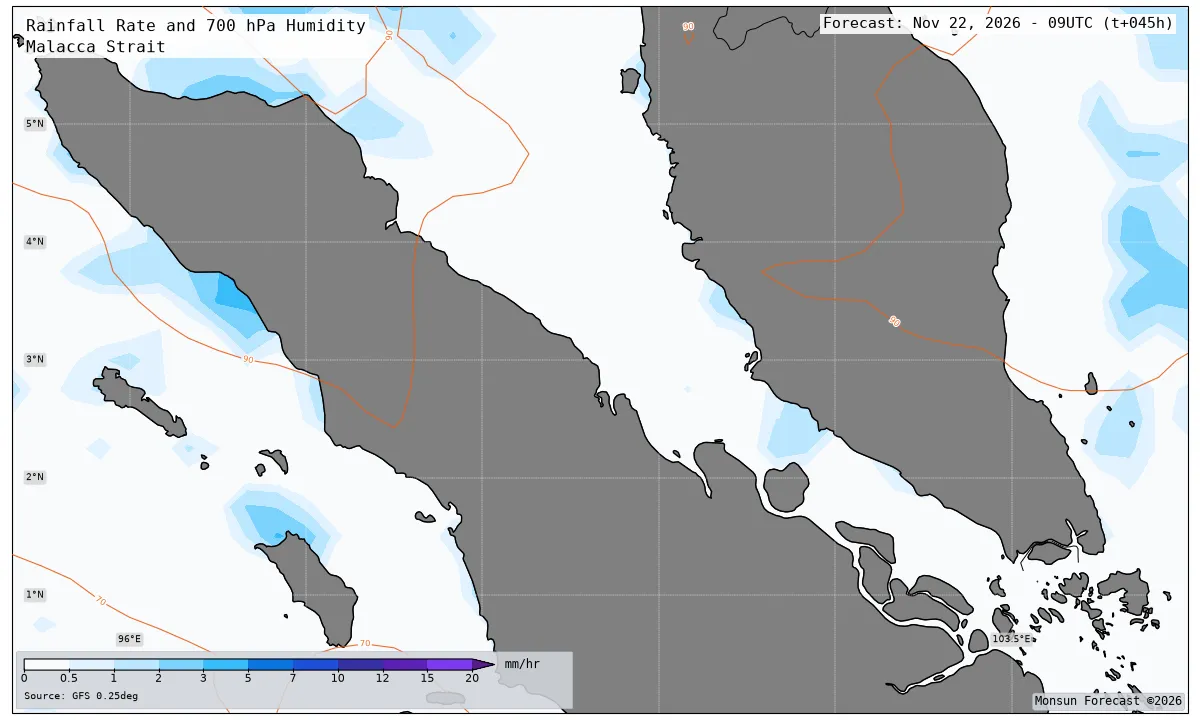 Rainfall Rate and 700 hPa Humidity
Malacca Strait
Forecast: Nov 22, 2026 - 09UTC (t+045h)
90
90
5°N
4°N
90
90
3°N
2°N
1°N
70
70
96°E
103.5°E
mm/hr
0 0.5 1 2 3 5 7 10 12 15 20
Source: GFS 0.25deg
Monsun Forecast ©2026